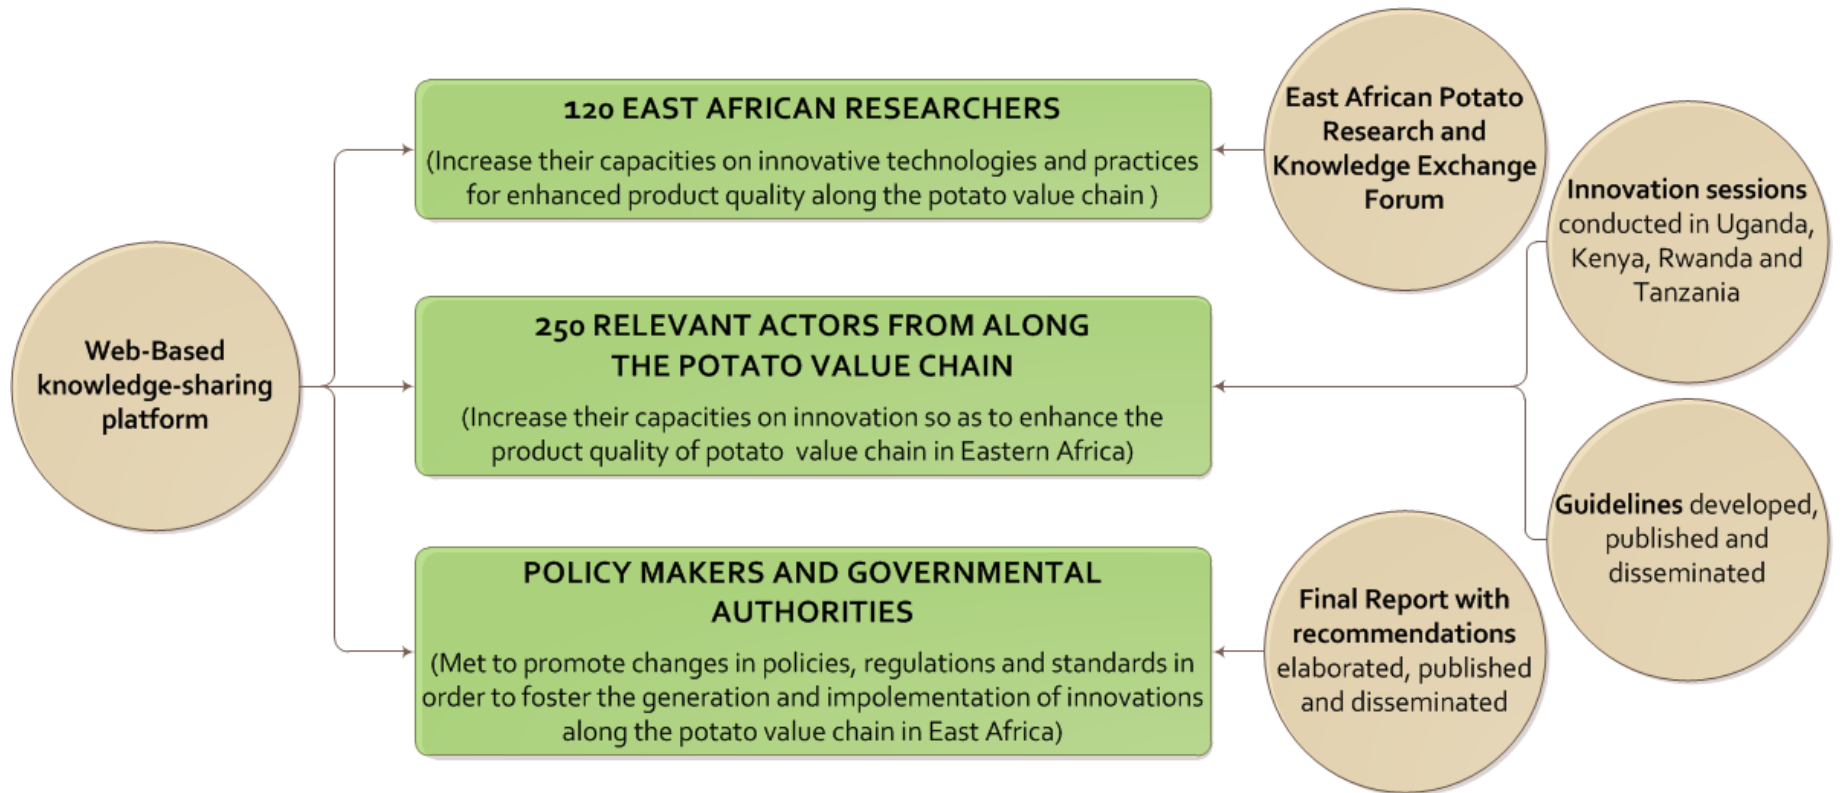 Web-Based
knowledge-sharing
platform
120 EAST AFRICAN RESEARCHERS
(Increase their capacities on innovative technologies and practices
for enhanced product quality along the potato value chain )
250 RELEVANT ACTORS FROM ALONG
THE POTATO VALUE CHAIN
(Increase their capacities on innovation so as to enhance the
product quality of potato  value chain in Eastern Africa)
POLICY MAKERS AND GOVERNMENTAL
AUTHORITIES
(Met to promote changes in policies, regulations and standards in
order to foster the generation and impolementation of innovations
along the potato value chain in East Africa)
East African Potato
Research and
Knowledge Exchange
Forum
Innovation sessions
conducted in Uganda,
Kenya, Rwanda and
Tanzania
Guidelines developed,
published and
disseminated
Final Report with
recommendations
elaborated, published
and disseminated